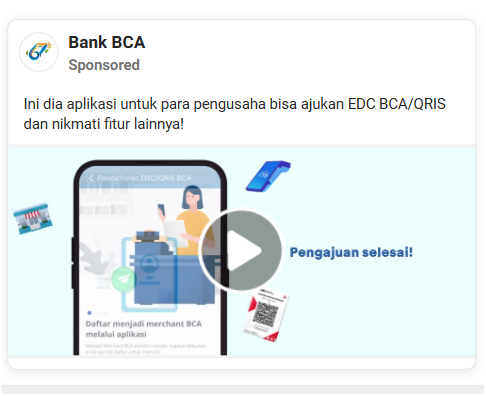 Bank BCA
Sponsored
Ini dia aplikasi untuk para pengusaha bisa ajukan EDC BCA/QRIS
dan nikmati fitur lainnya!
Pendaftaran EDC/QRIS BCA
Pengajuan selesai!
Daftar menjadi merchant BCA
melalui aplikasi